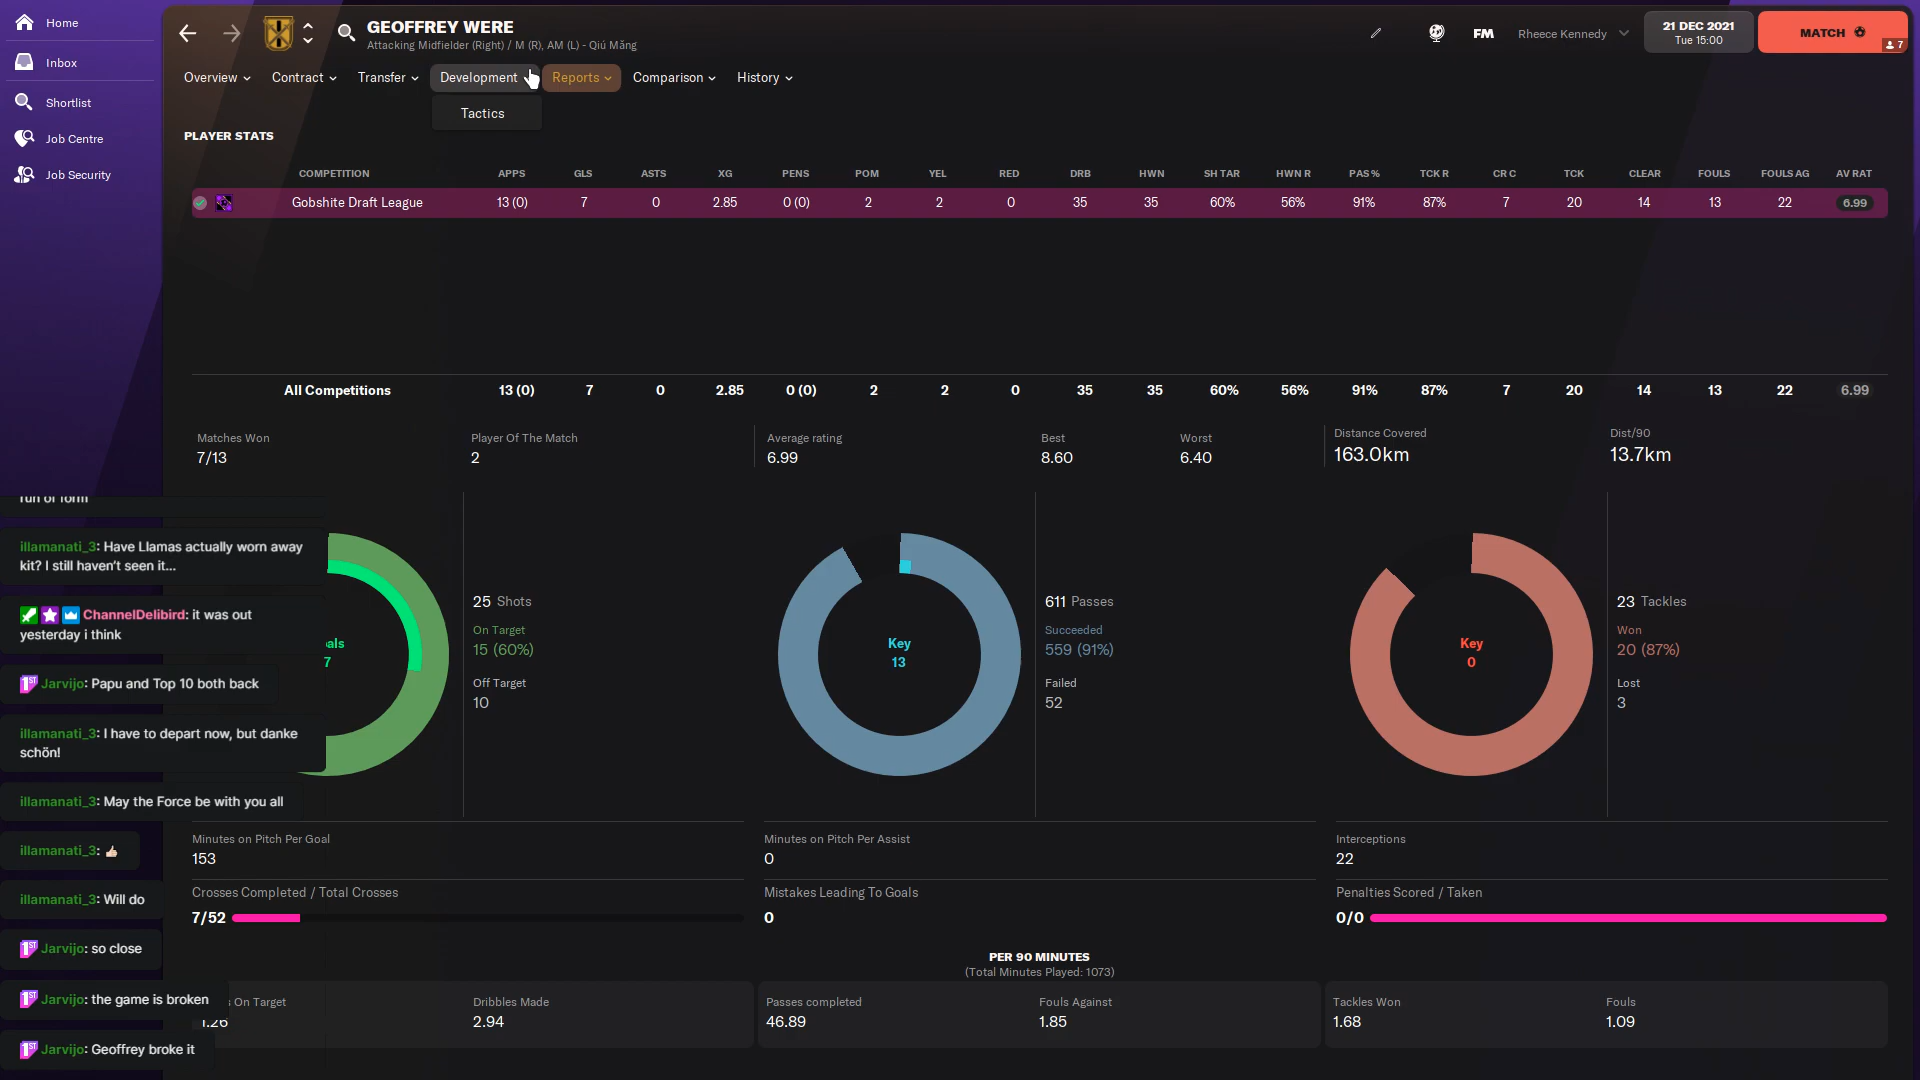 Home
Inbox
Shortlist
Job Centre
Job Security
GEOFFREY WERE
Attacking Midfielder (Right) / M (R), AM (L) - Qiú Mǎng
FM
Rheece Kennedy
21 DEC 2021
Tue 15:00
MATCH
7
Overview
Contract
Transfer
Development
Reports
Comparison
History
Tactics
PLAYER STATS
COMPETITION APPS GLS ASTS XG PENS POM YEL RED DRB HWN SH TAR HWN R PAS % TCK R CR C TCK CLEAR FOULS FOULS AG AV RAT
Gobshite Draft League 13 (0) 7 0 2.85 0 (0) 2 2 0 35 35 60% 56% 91% 87% 7 20 14 13 22 6.99
All Competitions 13 (0) 7 0 2.85 0 (0) 2 2 0 35 35 60% 56% 91% 87% 7 20 14 13 22 6.99
Matches Won
7/13
Player Of The Match
2
Average rating
6.99
Best
8.60
Worst
6.40
Distance Covered
163.0km
Dist/90
13.7km
run of form
illamanati_3: Have Llamas actually worn away
kit? I still haven't seen it...
ChannelDelibird: it was out
yesterday i think
1ST Jarvijo: Papu and Top 10 both back
illamanati_3: I have to depart now, but danke
schön!
illamanati_3: May the Force be with you all
illamanati_3: 👍🏻
illamanati_3: Will do
1ST Jarvijo: so close
1ST Jarvijo: the game is broken
1ST Jarvijo: Geoffrey broke it
als
7
25 Shots
On Target
15 (60%)
Off Target
10
Key
13
611 Passes
Succeeded
559 (91%)
Failed
52
Key
0
23 Tackles
Won
20 (87%)
Lost
3
Minutes on Pitch Per Goal
153
Minutes on Pitch Per Assist
0
Interceptions
22
Crosses Completed / Total Crosses
7/52
Mistakes Leading To Goals
0
Penalties Scored / Taken
0/0
PER 90 MINUTES
(Total Minutes Played: 1073)
s On Target
1.26
Dribbles Made
2.94
Passes completed
46.89
Fouls Against
1.85
Tackles Won
1.68
Fouls
1.09